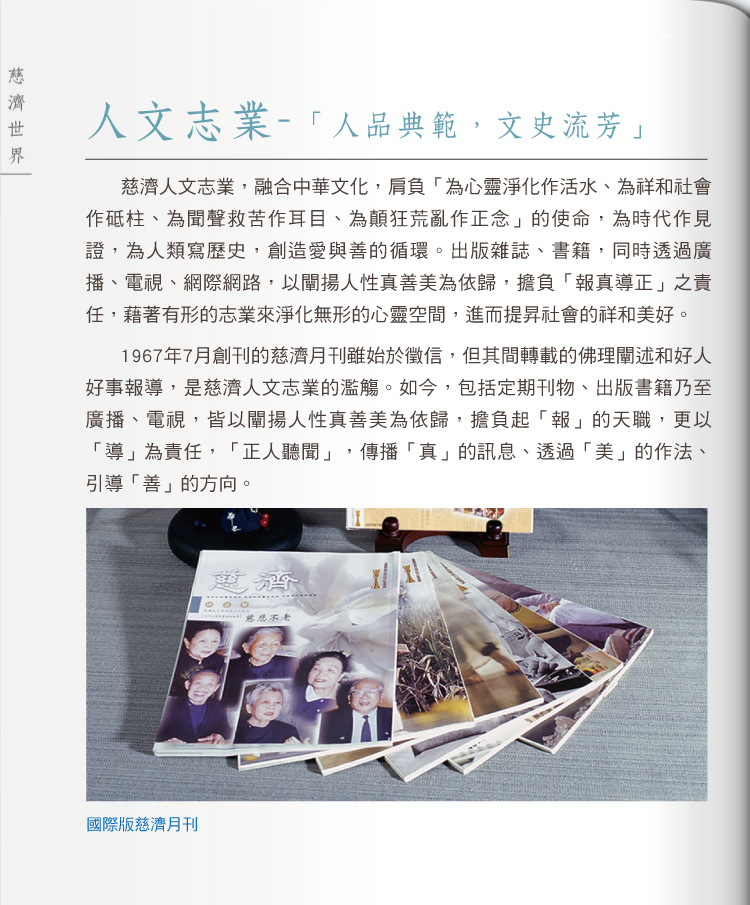 慈濟世界
人文志業-「人品典範，文史流芳」
慈濟人文志業，融合中華文化，肩負「為心靈淨化作活水、為祥和社會
作砥柱、為聞聲救苦作耳目、為顛狂荒亂作正念」的使命，為時代作見
證，為人類寫歷史，創造愛與善的循環。出版雜誌、書籍，同時透過廣
播、電視、網際網路，以闡揚人性真善美為依歸，擔負「報真導正」之責
任，藉著有形的志業來淨化無形的心靈空間，進而提昇社會的祥和美好。
1967年7月創刊的慈濟月刊雖始於徵信，但其間轉載的佛理闡述和好人
好事報導，是慈濟人文志業的濫觴。如今，包括定期刊物、出版書籍乃至
廣播、電視，皆以闡揚人性真善美為依歸，擔負起「報」的天職，更以
「導」為責任，「正人聽聞」，傳播「真」的訊息、透過「美」的作法、
引導「善」的方向。
慈濟
慈悲不老
國際版慈濟月刊